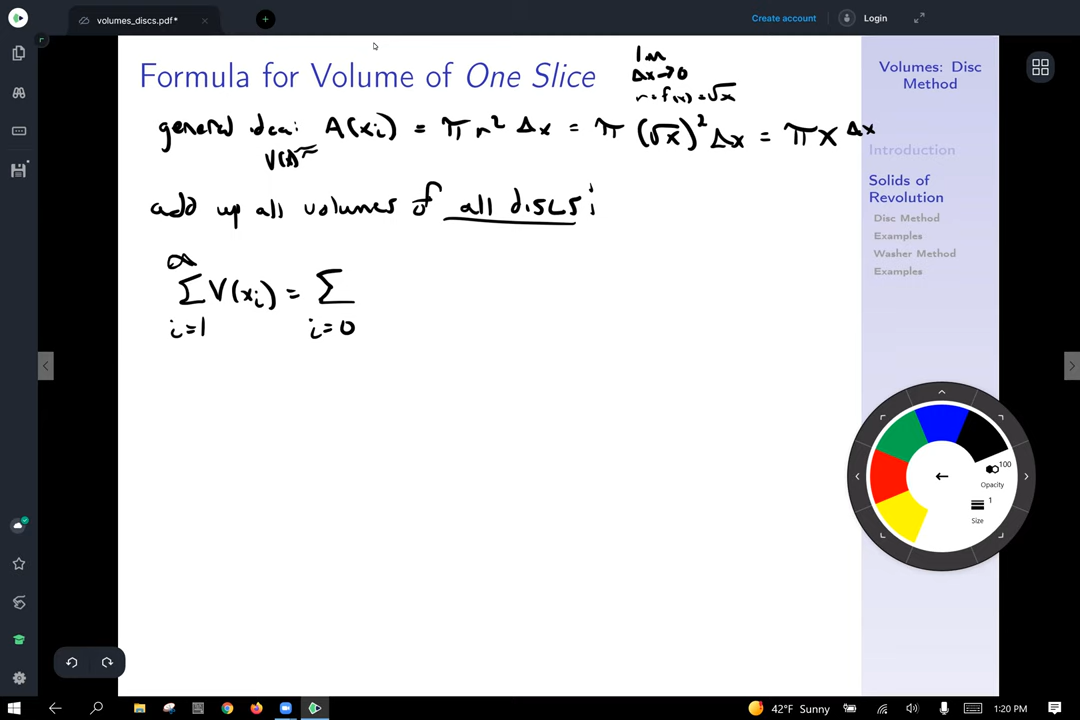 volumes_discs.pdf*
Create account
Login
Formula for Volume of One Slice
lim
Δx→0
r = f(x) = √x
general idea: A(xi) = π r² Δx = π (√x)² Δx = π x Δx
add up all volumes of all discs i
∞
Σ V(xi) = Σ
i=1 i=0
Volumes: Disc
Method
Introduction
Solids of
Revolution
Disc Method
Examples
Washer Method
Examples
100
Opacity
1
Size
42°F Sunny
1:20 PM